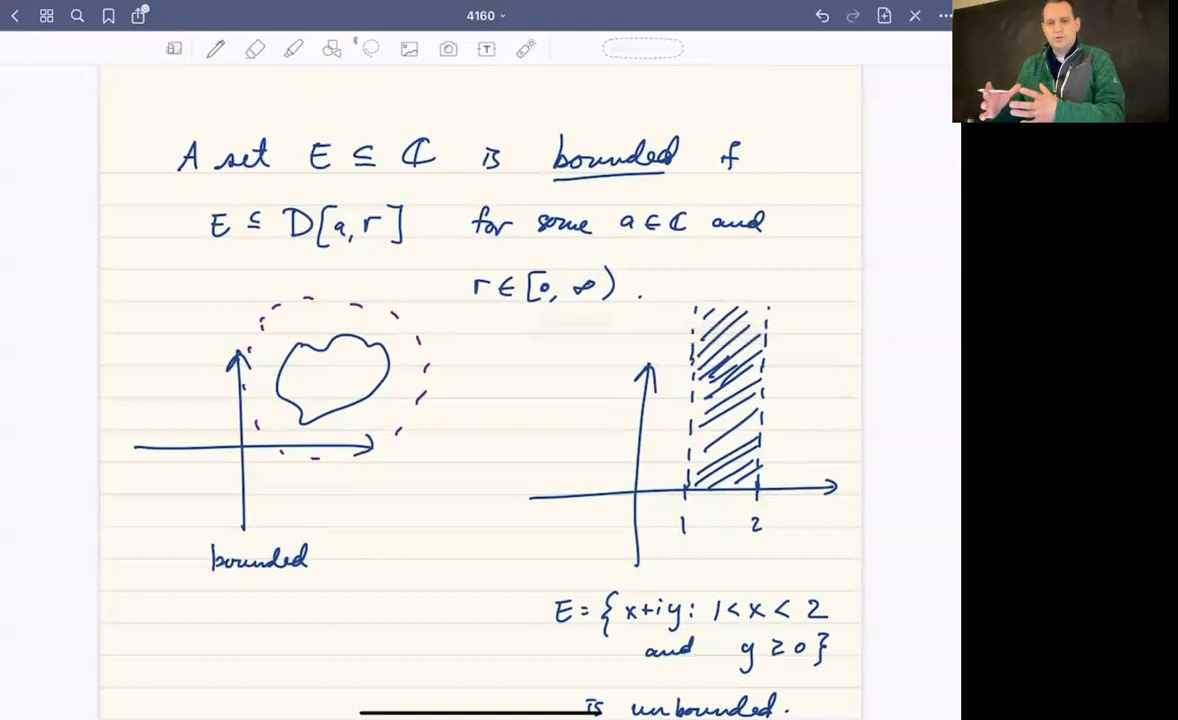 4160
A set E ⊆ ℂ is bounded if
E ⊆ D[a, r] for some a ∈ ℂ and
r ∈ [0, ∞).
bounded
1 2
E = {x+iy: 1 < x < 2
and y ≥ 0}
is unbounded.